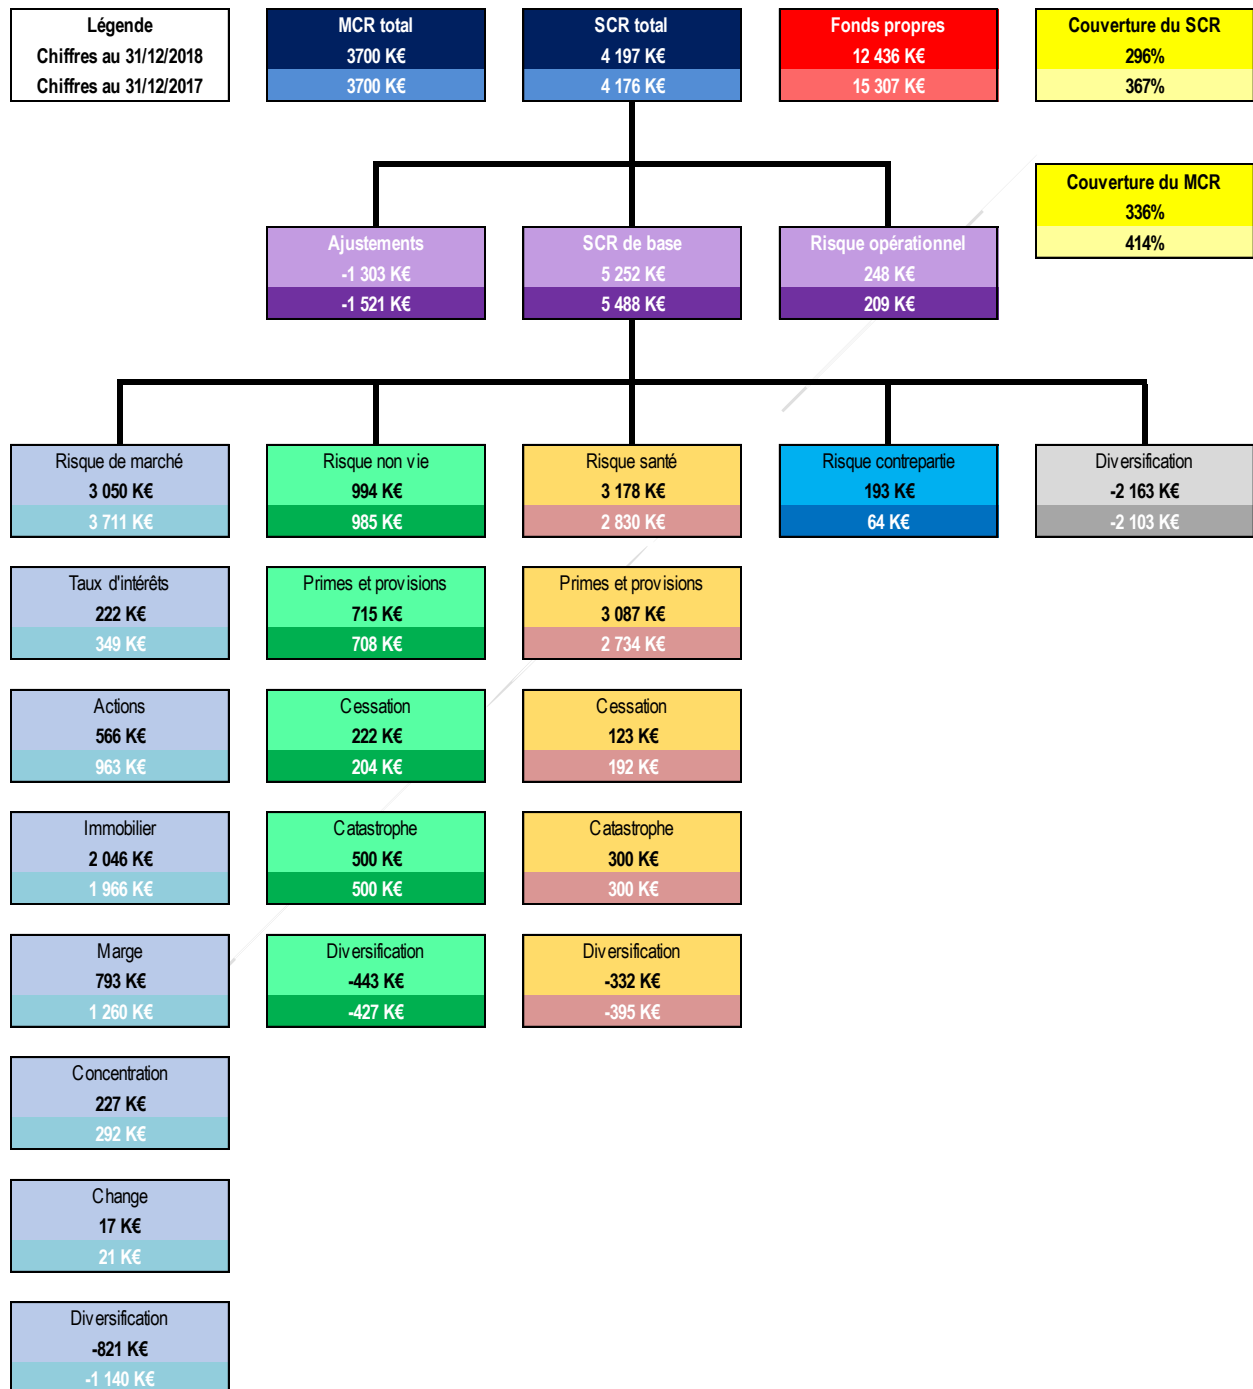 Légende
Chiffres au 31/12/2018
Chiffres au 31/12/2017
MCR total
3700 K€
3700 K€
SCR total
4 197 K€
4 176 K€
Fonds propres
12 436 K€
15 307 K€
Couverture du SCR
296%
367%
Couverture du MCR
336%
414%
Ajustements
-1 303 K€
-1 521 K€
SCR de base
5 252 K€
5 488 K€
Risque opérationnel
248 K€
209 K€
Risque de marché
3 050 K€
3 711 K€
Risque non vie
994 K€
985 K€
Risque santé
3 178 K€
2 830 K€
Risque contrepartie
193 K€
64 K€
Diversification
-2 163 K€
-2 103 K€
Taux d'intérêts
222 K€
349 K€
Primes et provisions
715 K€
708 K€
Primes et provisions
3 087 K€
2 734 K€
Actions
566 K€
963 K€
Cessation
222 K€
204 K€
Cessation
123 K€
192 K€
Immobilier
2 046 K€
1 966 K€
Catastrophe
500 K€
500 K€
Catastrophe
300 K€
300 K€
Marge
793 K€
1 260 K€
Diversification
-443 K€
-427 K€
Diversification
-332 K€
-395 K€
Concentration
227 K€
292 K€
Change
17 K€
21 K€
Diversification
-821 K€
-1 140 K€